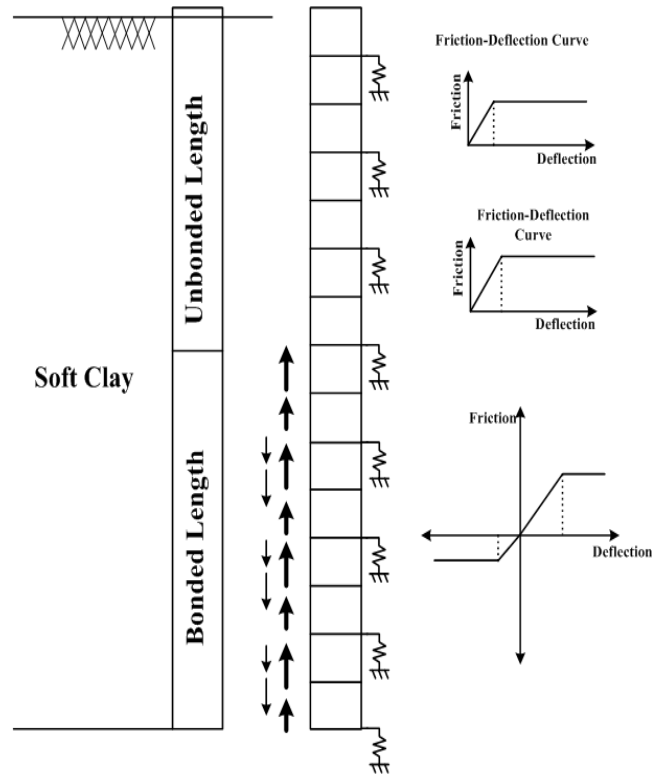 Friction-Deflection Curve
Friction
Deflection
Unbonded Length
Friction-Deflection
Curve
Friction
Deflection
Soft Clay
Bonded Length
Friction
Deflection